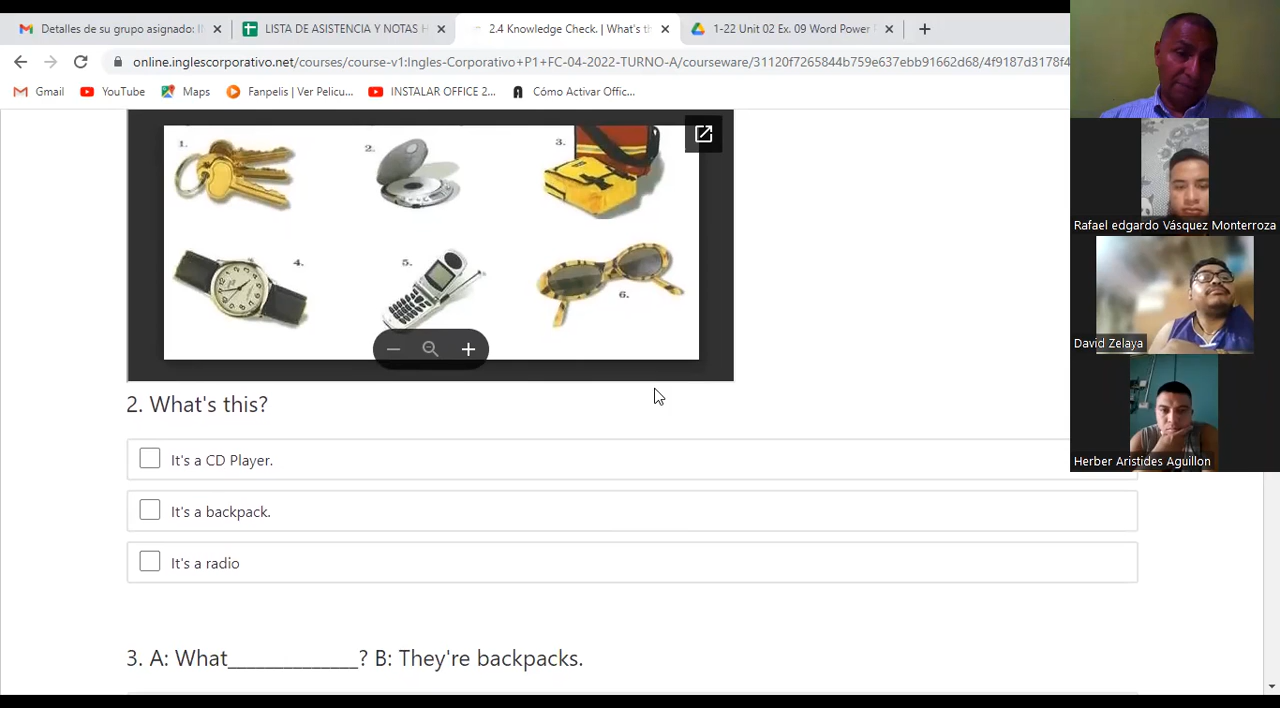 Detalles de su grupo asignado: I
LISTA DE ASISTENCIA Y NOTAS H
2.4 Knowledge Check. | What's th
1-22 Unit 02 Ex. 09 Word Power
online.inglescorporativo.net/courses/course-v1:Ingles-Corporativo+P1+FC-04-2022-TURNO-A/courseware/31120f7265844b759e637ebb91662d68/4f9187d3178f4
Gmail
YouTube
Maps
Fanpelis | Ver Pelicu...
INSTALAR OFFICE 2...
Cómo Activar Offic...
1.
2.
3.
4.
5.
6.
2. What's this?
It's a CD Player.
It's a backpack.
It's a radio
3. A: What______________? B: They're backpacks.
Rafael edgardo Vásquez Monterroza
David Zelaya
Herber Aristides Aguillon